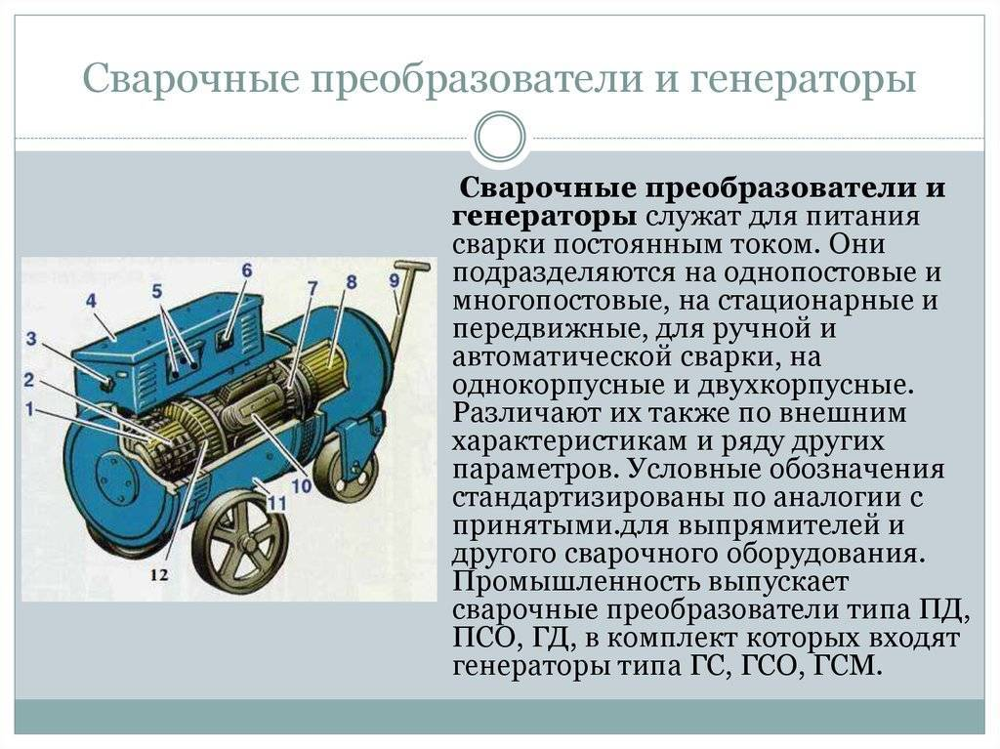 Сварочные преобразователи и генераторы
Сварочные преобразователи и
генераторы служат для питания
сварки постоянным током. Они
подразделяются на однопостовые и
многопостовые, на стационарные и
передвижные, для ручной и
автоматической сварки, на
однокорпусные и двухкорпусные.
Различают их также по внешним
характеристикам и ряду других
параметров. Условные обозначения
стандартизированы по аналогии с
принятыми.для выпрямителей и
другого сварочного оборудования.
Промышленность выпускает
сварочные преобразователи типа ПД,
ПСО, ГД, в комплект которых входят
генераторы типа ГС, ГСО, ГСМ.
1
2
3
4
5
6
7
8
9
10
11
12